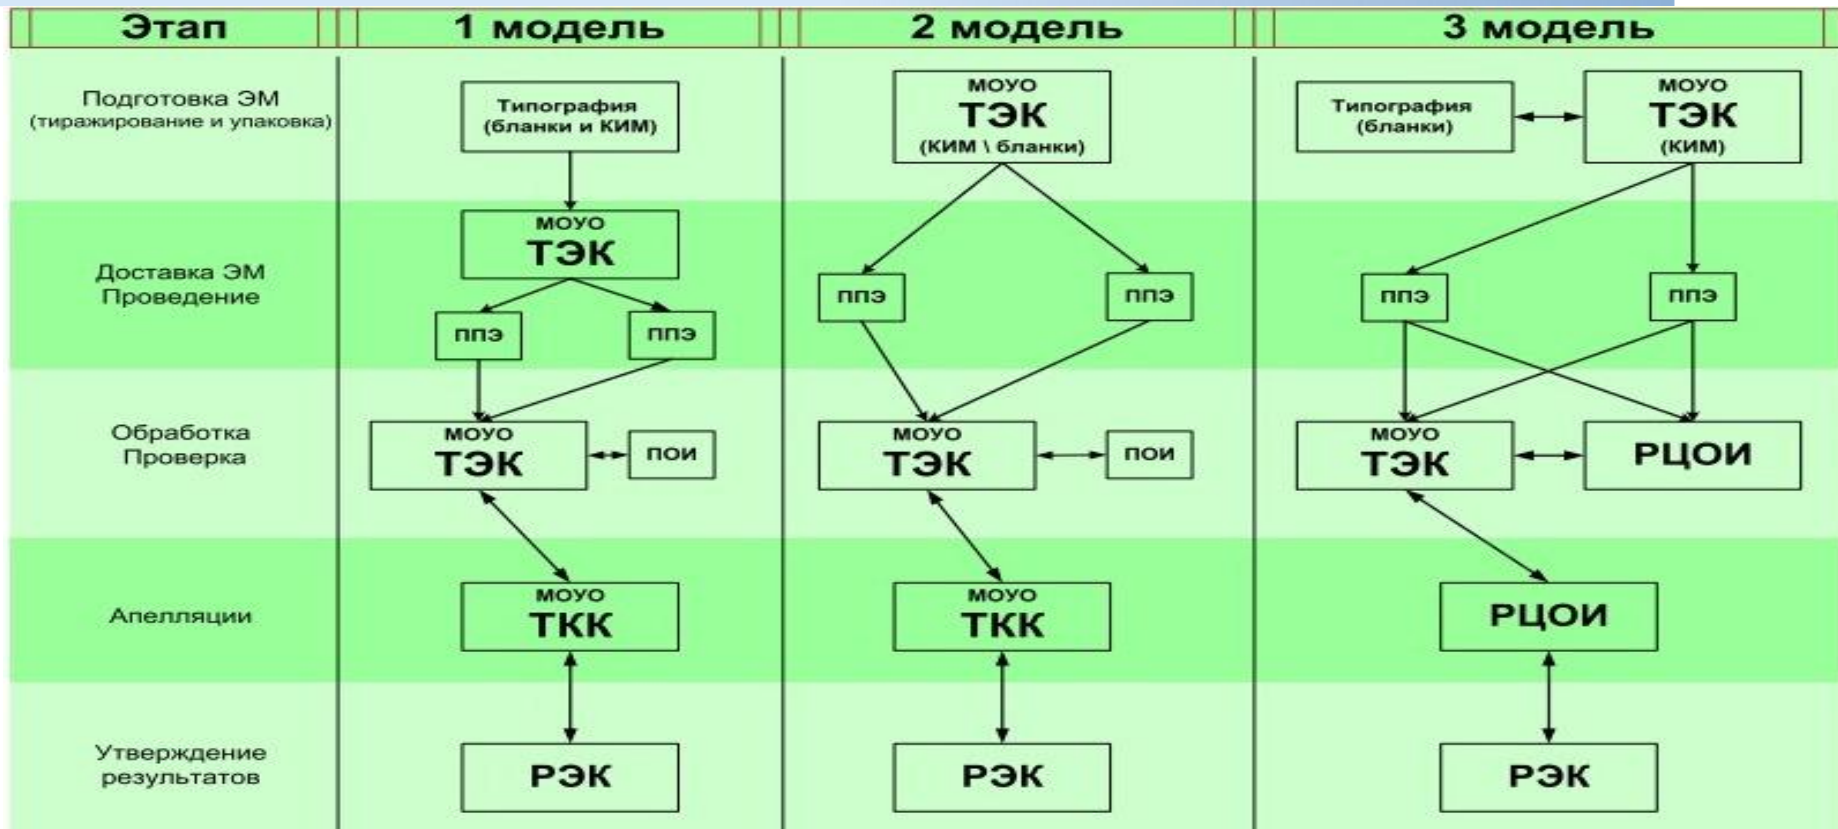 Этап
1 модель
2 модель
3 модель
Подготовка ЭМ
(тиражирование и упаковка)
Типография
(бланки и КИМ)
МОУО
ТЭК
(КИМ \ бланки)
Типография
(бланки)
МОУО
ТЭК
(КИМ)
Доставка ЭМ
Проведение
МОУО
ТЭК
ППЭ
ППЭ
ППЭ
ППЭ
ППЭ
ППЭ
Обработка
Проверка
МОУО
ТЭК
ПОИ
МОУО
ТЭК
ПОИ
МОУО
ТЭК
РЦОИ
Апелляции
МОУО
ТКК
МОУО
ТКК
РЦОИ
Утверждение
результатов
РЭК
РЭК
РЭК